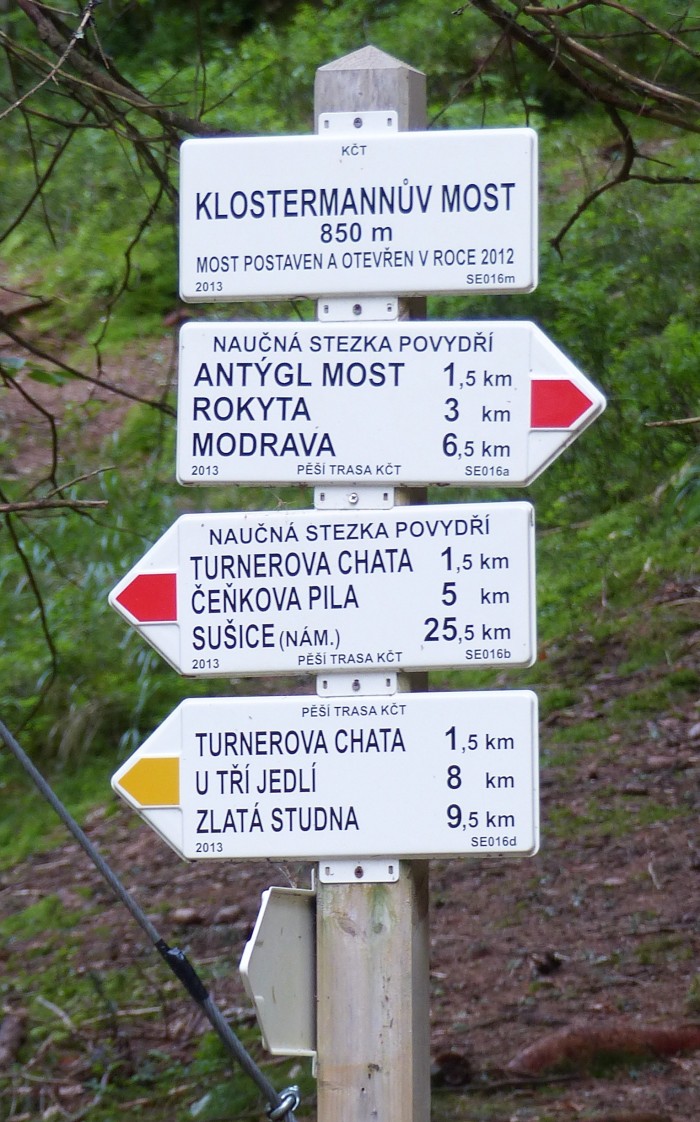 KČT
KLOSTERMANNŮV MOST
850 m
MOST POSTAVEN A OTEVŘEN V ROCE 2012
2013 SE016m
NAUČNÁ STEZKA POVYDŘÍ
ANTÝGL MOST 1,5 km
ROKYTA 3 km
MODRAVA 6,5 km
2013 PĚŠÍ TRASA KČT SE016a
NAUČNÁ STEZKA POVYDŘÍ
TURNEROVA CHATA 1,5 km
ČEŇKOVA PILA 5 km
SUŠICE (NÁM.) 25,5 km
2013 PĚŠÍ TRASA KČT SE016b
PĚŠÍ TRASA KČT
TURNEROVA CHATA 1,5 km
U TŘÍ JEDLÍ 8 km
ZLATÁ STUDNA 9,5 km
2013 SE016d